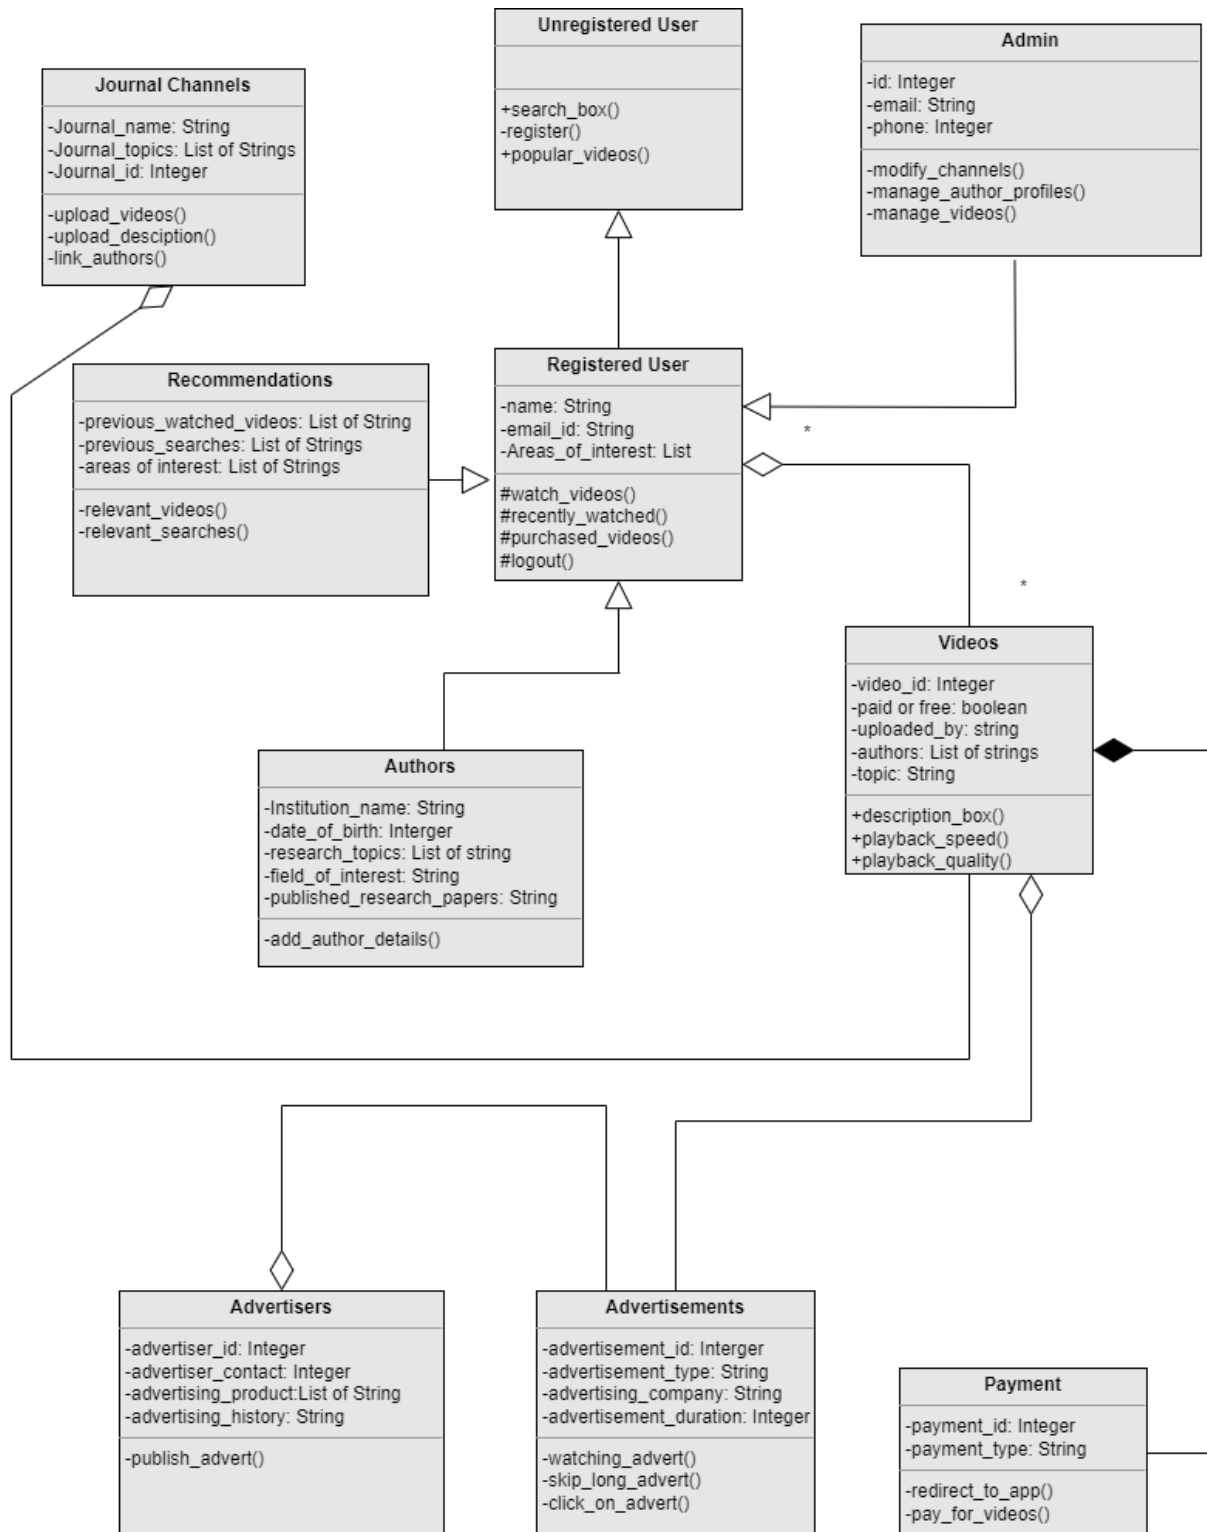 Unregistered User
+search_box()
-register()
+popular_videos()
Admin
-id: Integer
-email: String
-phone: Integer
-modify_channels()
-manage_author_profiles()
-manage_videos()
Journal Channels
-Journal_name: String
-Journal_topics: List of Strings
-Journal_id: Integer
-upload_videos()
-upload_desciption()
-link_authors()
Recommendations
-previous_watched_videos: List of String
-previous_searches: List of Strings
-areas of interest: List of Strings
-relevant_videos()
-relevant_searches()
Registered User
-name: String
-email_id: String
-Areas_of_interest: List
#watch_videos()
#recently_watched()
#purchased_videos()
#logout()
*
*
Videos
-video_id: Integer
-paid or free: boolean
-uploaded_by: string
-authors: List of strings
-topic: String
+description_box()
+playback_speed()
+playback_quality()
Authors
-Institution_name: String
-date_of_birth: Interger
-research_topics: List of string
-field_of_interest: String
-published_research_papers: String
-add_author_details()
Advertisers
-advertiser_id: Integer
-advertiser_contact: Integer
-advertising_product:List of String
-advertising_history: String
-publish_advert()
Advertisements
-advertisement_id: Interger
-advertisement_type: String
-advertising_company: String
-advertisement_duration: Integer
-watching_advert()
-skip_long_advert()
-click_on_advert()
Payment
-payment_id: Integer
-payment_type: String
-redirect_to_app()
-pay_for_videos()